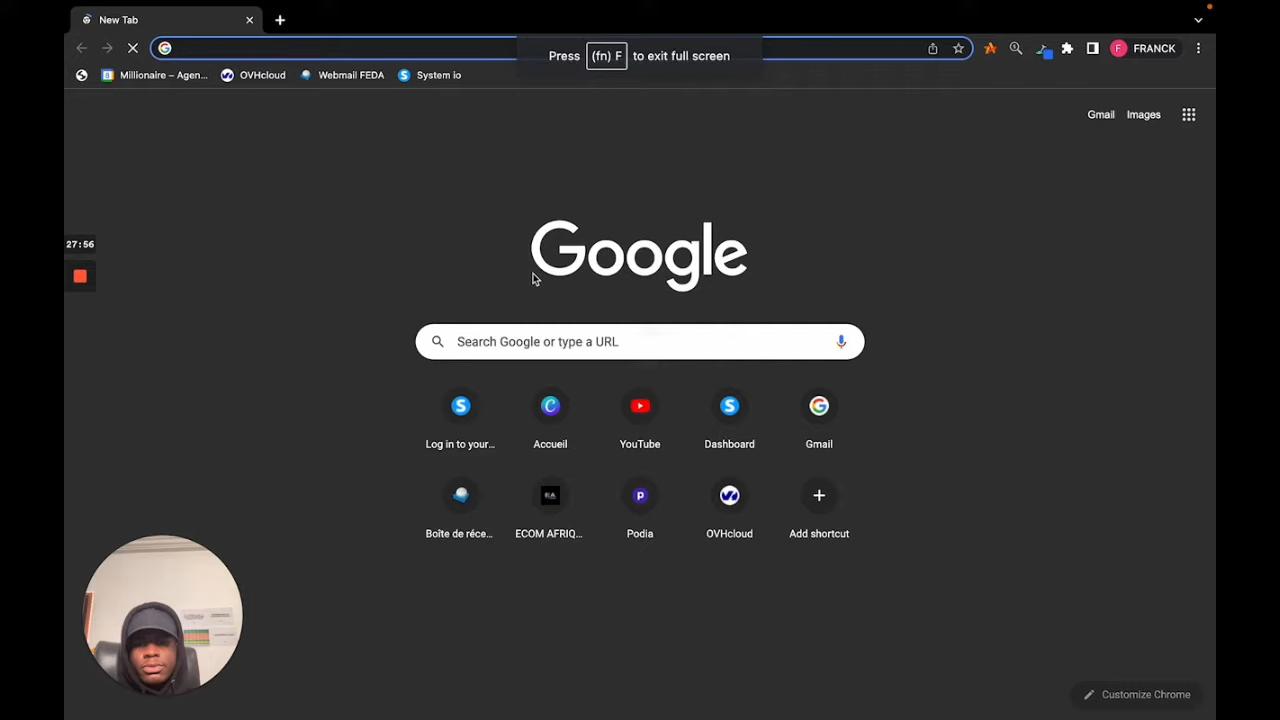 New Tab
Press (fn) F to exit full screen
FRANCK
Millionaire – Agen... OVHcloud Webmail FEDA System io
Gmail Images
27:56
Google
Search Google or type a URL
Log in to your... Accueil YouTube Dashboard Gmail
Boîte de réce... ECOM AFRIQ... Podia OVHcloud Add shortcut
Customize Chrome